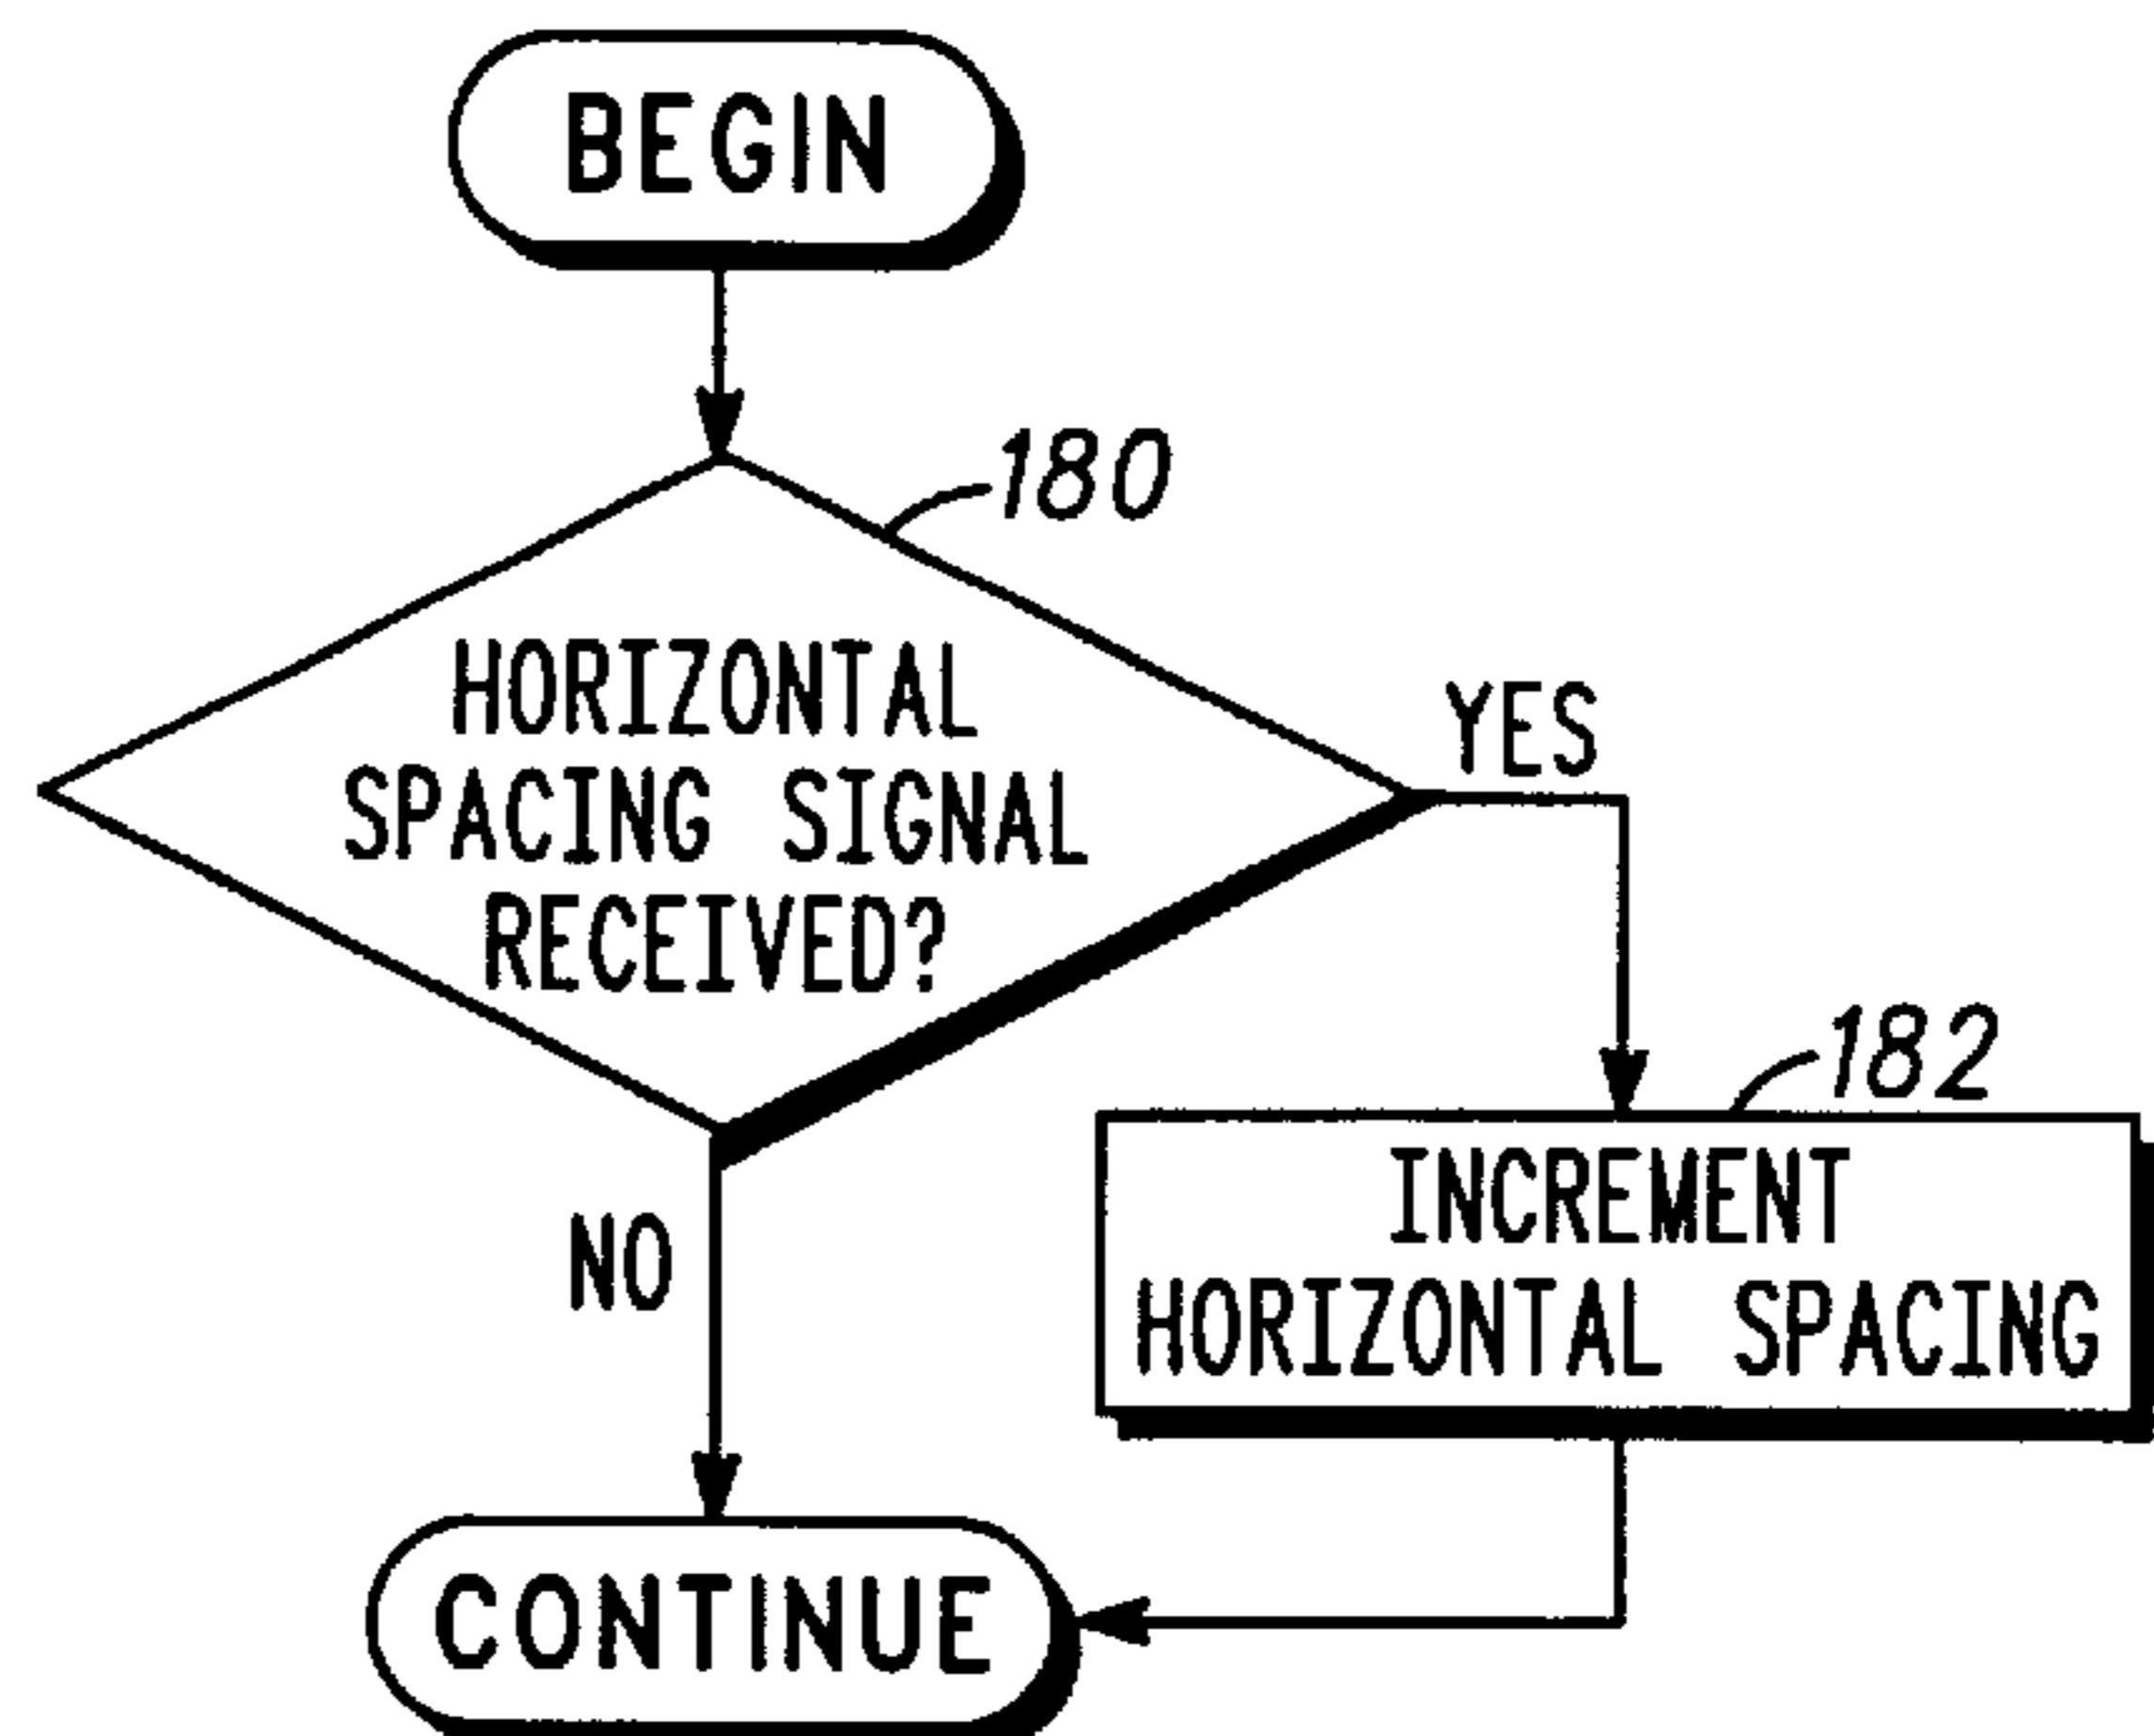 BEGIN
180
HORIZONTAL
SPACING SIGNAL
RECEIVED?
YES
182
INCREMENT
HORIZONTAL SPACING
NO
CONTINUE